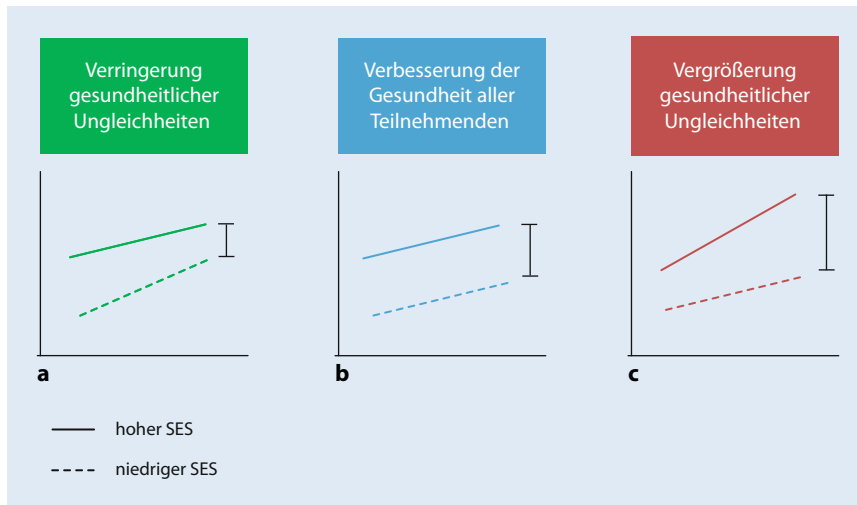 Verringerung
gesundheitlicher
Ungleichheiten
Verbesserung der
Gesundheit aller
Teilnehmenden
Vergrößerung
gesundheitlicher
Ungleichheiten
a
b
c
hoher SES
niedriger SES